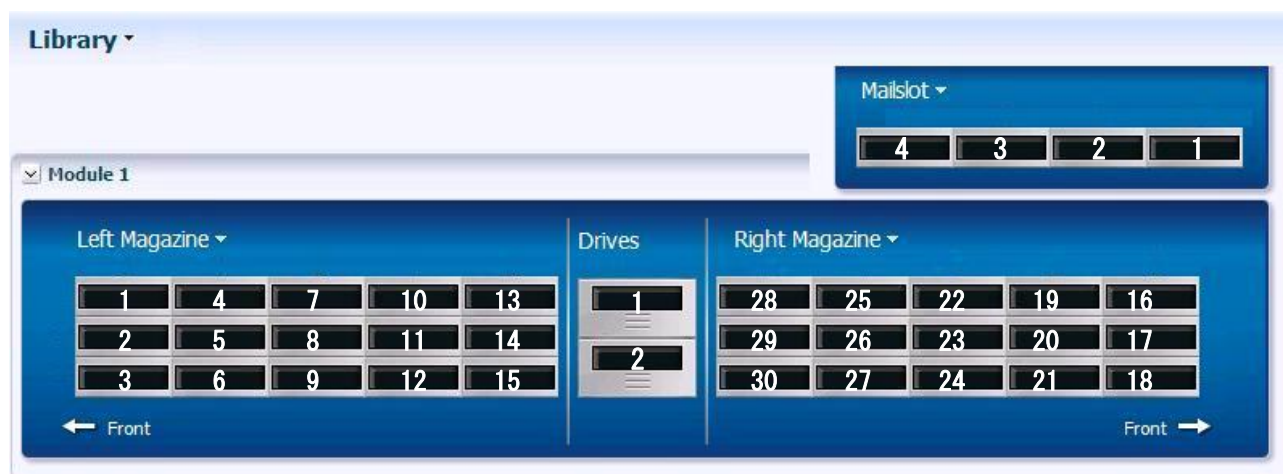 Library
Mailslot
4 3 2 1
Module 1
Left Magazine
Drives
Right Magazine
1 4 7 10 13
1
28 25 22 19 16
2 5 8 11 14
29 26 23 20 17
2
3 6 9 12 15
30 27 24 21 18
Front
Front